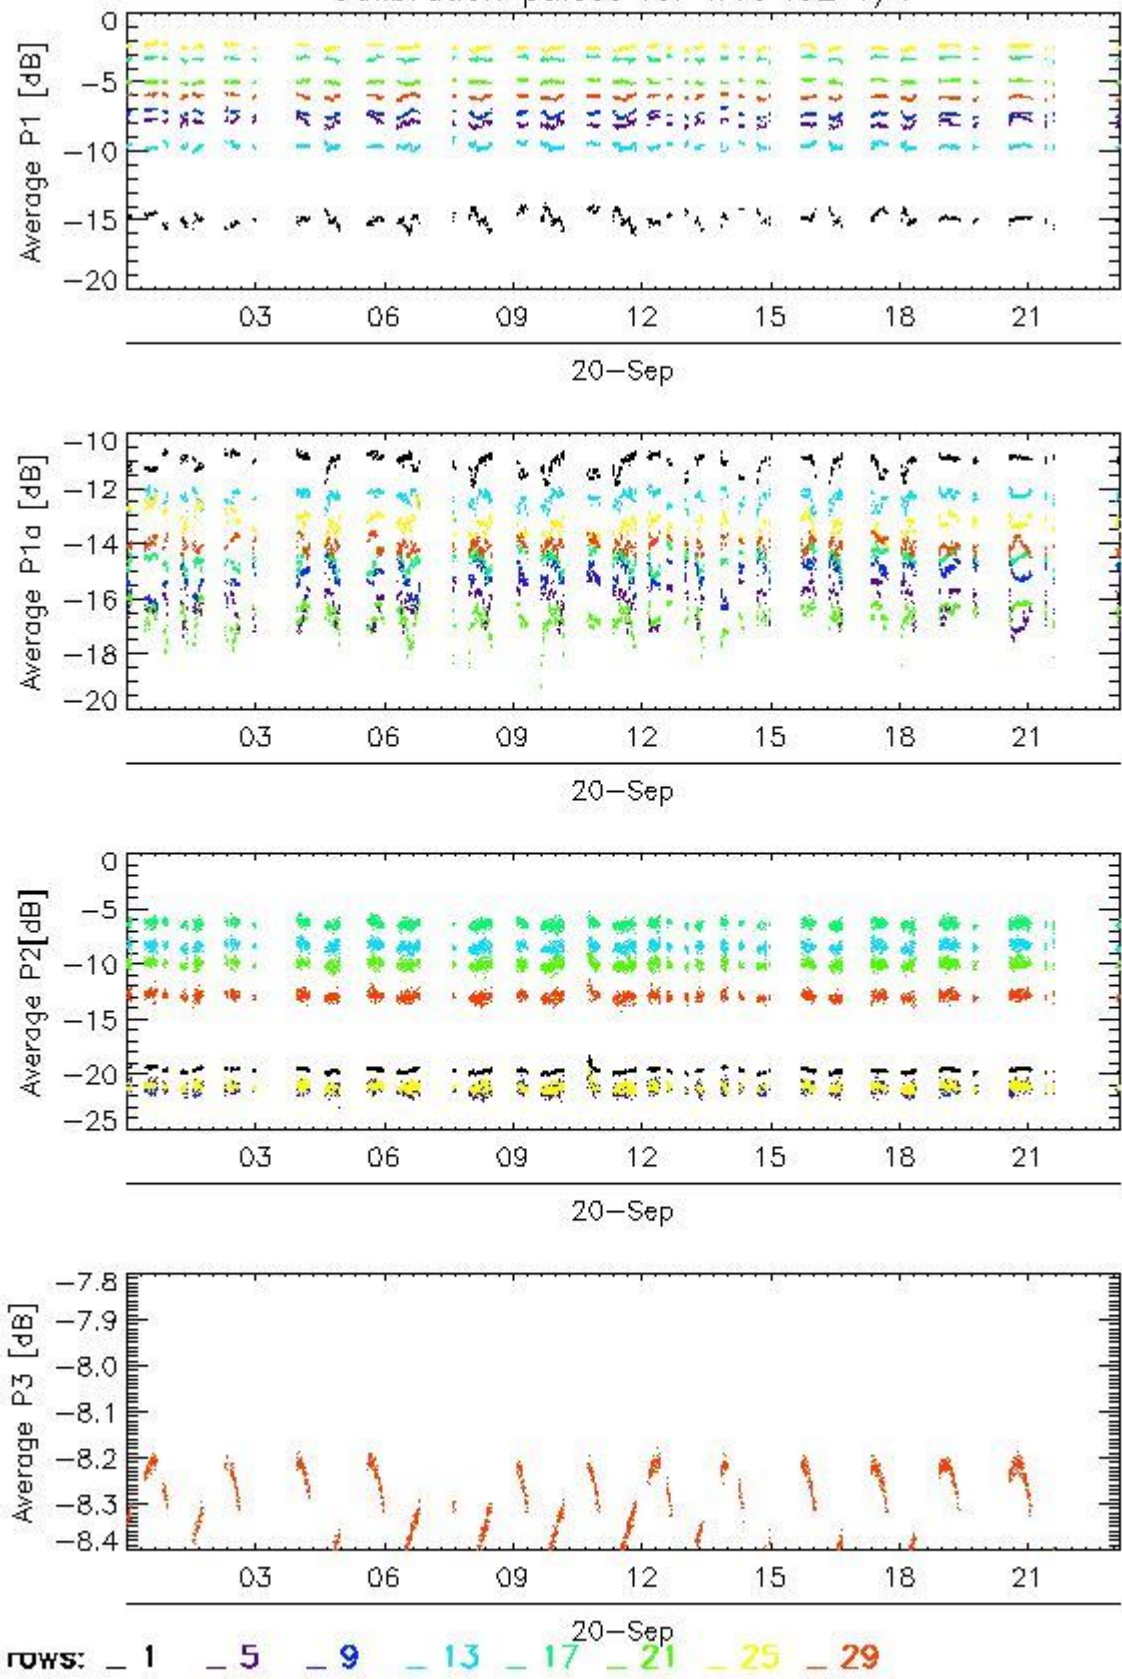 0
−5
−10
−15
−20
Average P1 [dB]
03 06 09 12 15 18 21
20−Sep
−10
−12
−14
−16
−18
−20
Average P1a [dB]
03 06 09 12 15 18 21
20−Sep
0
−5
−10
−15
−20
−25
Average P2[dB]
03 06 09 12 15 18 21
20−Sep
−7.8
−7.9
−8.0
−8.1
−8.2
−8.3
−8.4
Average P3 [dB]
03 06 09 12 15 18 21
20−Sep
rows: _ 1 _ 5 _ 9 _ 13 _ 17 _ 21 _ 25 _ 29